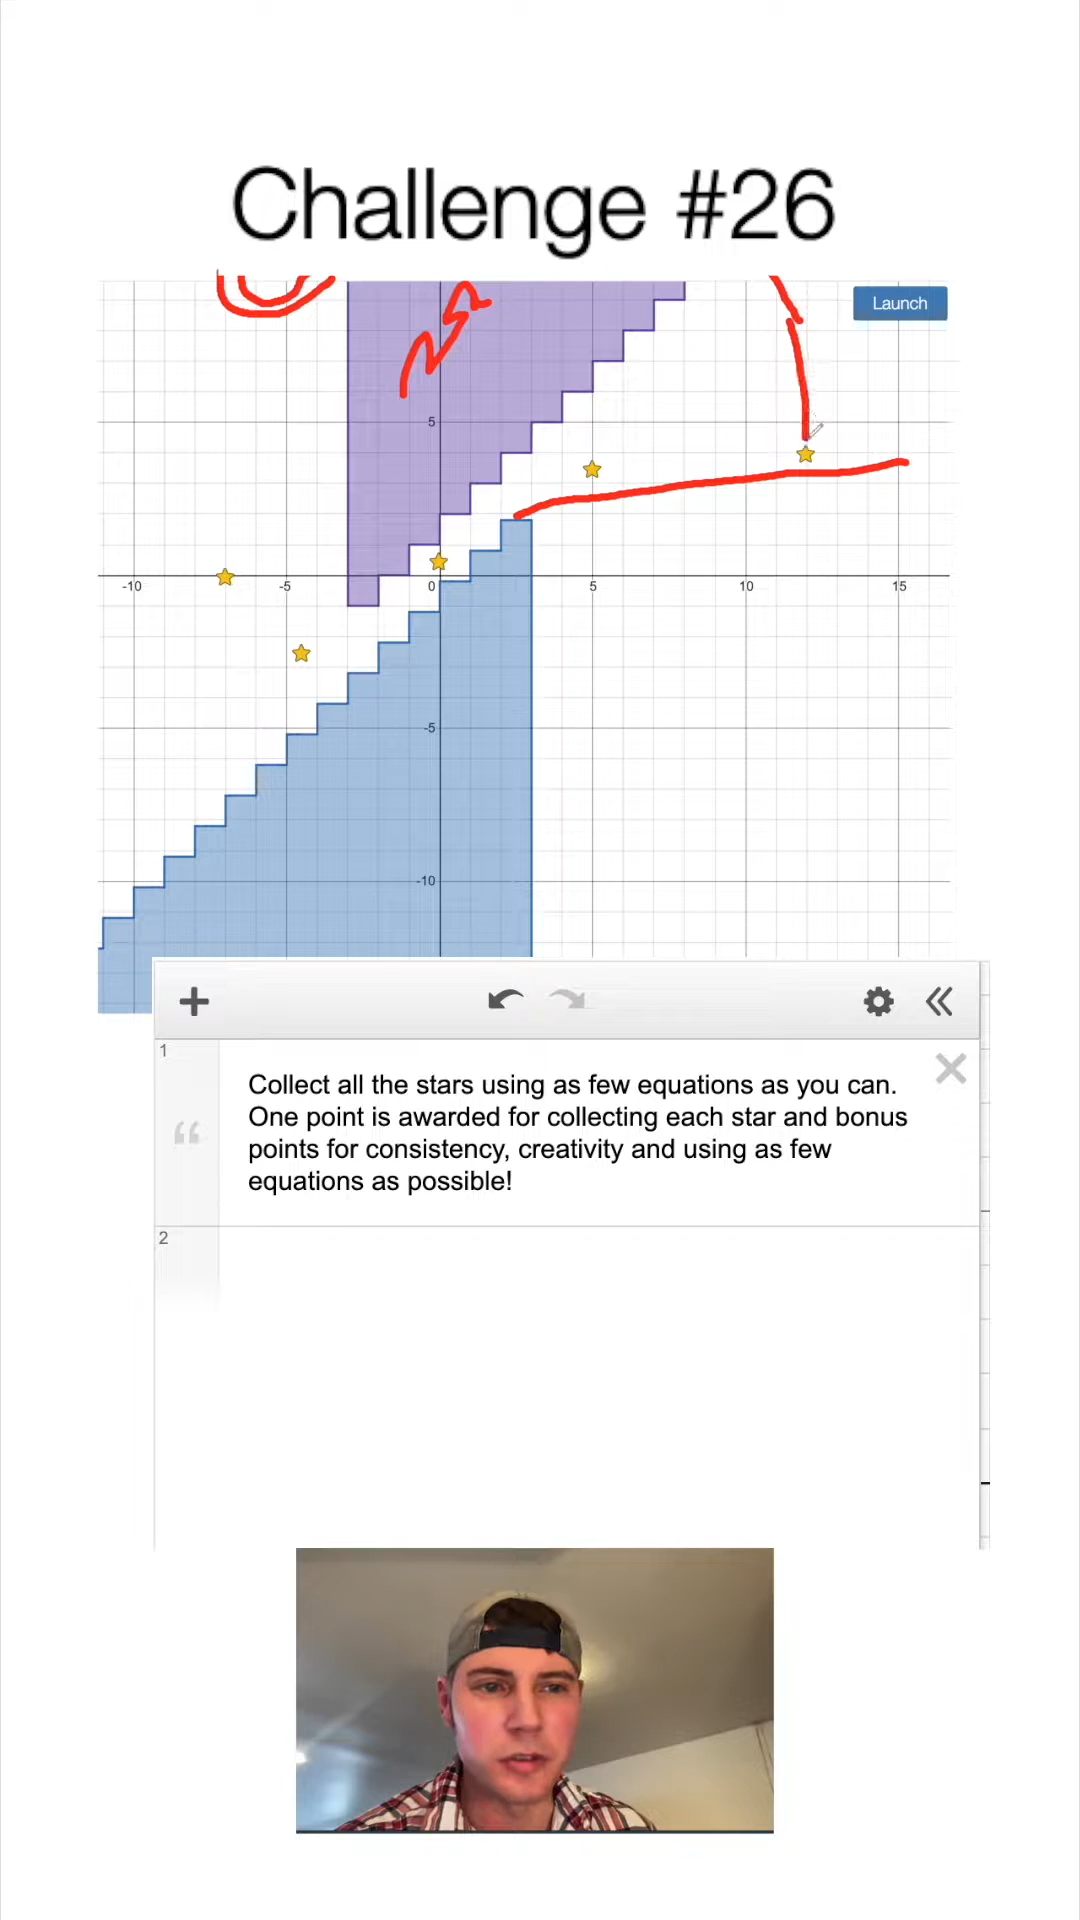 Challenge #26
Launch
5
-10
-5
0
5
10
15
-5
-10
1
Collect all the stars using as few equations as you can.
One point is awarded for collecting each star and bonus
points for consistency, creativity and using as few
equations as possible!
2